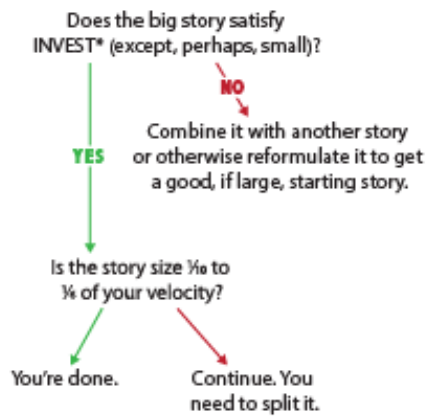 Does the big story satisfy
INVEST* (except, perhaps, small)?
NO
Combine it with another story
or otherwise reformulate it to get
a good, if large, starting story.
YES
Is the story size ⅒ to
⅙ of your velocity?
You're done.
Continue. You
need to split it.